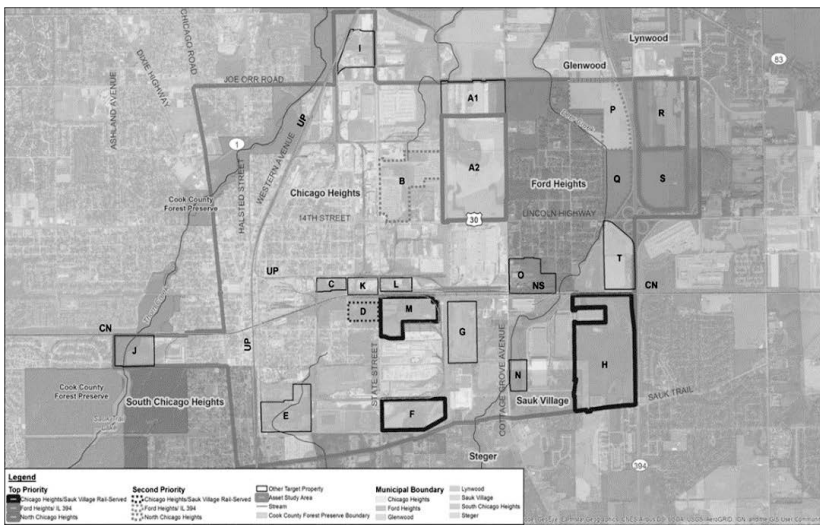 Lynwood
83
Glenwood
CHICAGO ROAD
DIXIE HIGHWAY
ASHLAND AVENUE
JOE ORR ROAD
I
A1
P
R
UP
1
WESTERN AVENUE
HALSTED STREET
Chicago Heights
B
A2
Ford Heights
Q
S
Cook County
Forest Preserve
14TH STREET
30
LINCOLN HIGHWAY
T
UP
C
K
L
O
NS
CN
D
M
G
H
CN
J
UP
STATE STREET
COTTAGE GROVE AVENUE
N
Cook County
Forest Preserve
South Chicago Heights
E
F
Sauk Village
SAUK TRAIL
Steger
394
Legend
Top Priority
Chicago Heights/Sauk Village Rail-Served
Ford Heights/ IL 394
North Chicago Heights
Second Priority
Chicago Heights/Sauk Village Rail-Served
Ford Heights/ IL 394
North Chicago Heights
Other Target Property
Asset Study Area
Stream
Cook County Forest Preserve Boundary
Municipal Boundary
Chicago Heights
Ford Heights
Glenwood
Lynwood
Sauk Village
South Chicago Heights
Steger